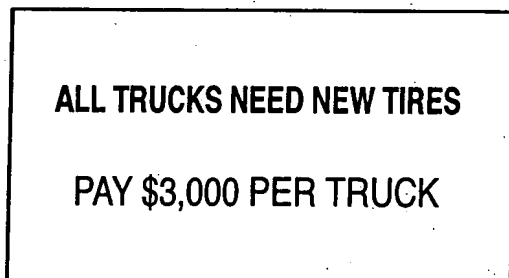 ALL TRUCKS NEED NEW TIRES
PAY $3,000 PER TRUCK